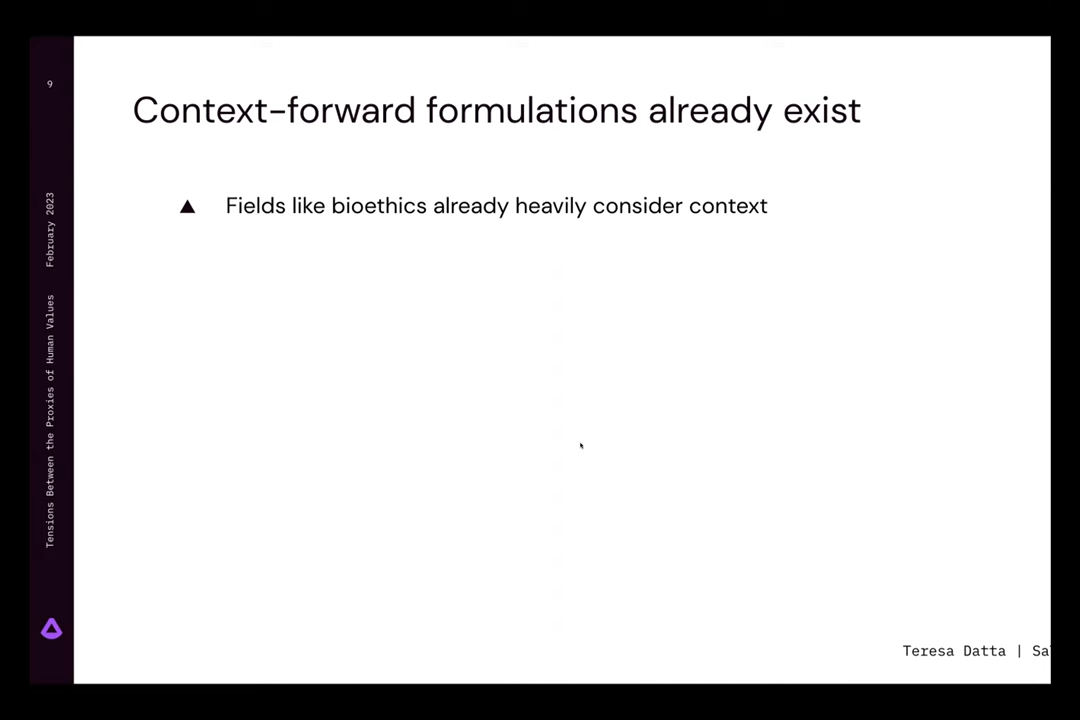 9
Context-forward formulations already exist
▲ Fields like bioethics already heavily consider context
Tensions Between the Proxies of Human Values February 2023
Teresa Datta |